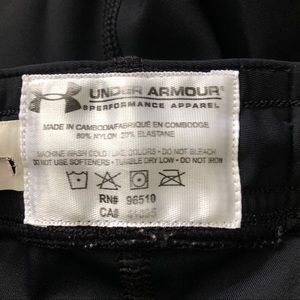 UNDER ARMOUR
PERFORMANCE APPAREL
MADE IN CAMBODIA/FABRIQUÉ EN COMBODGE
80% NYLON 20% ELASTANE
MACHINE WASH COLD LIKE COLORS - DO NOT BLEACH
DO NOT USE SOFTENERS - TUMBLE DRY LOW - DO NOT IRON
RN# 96510
CA#